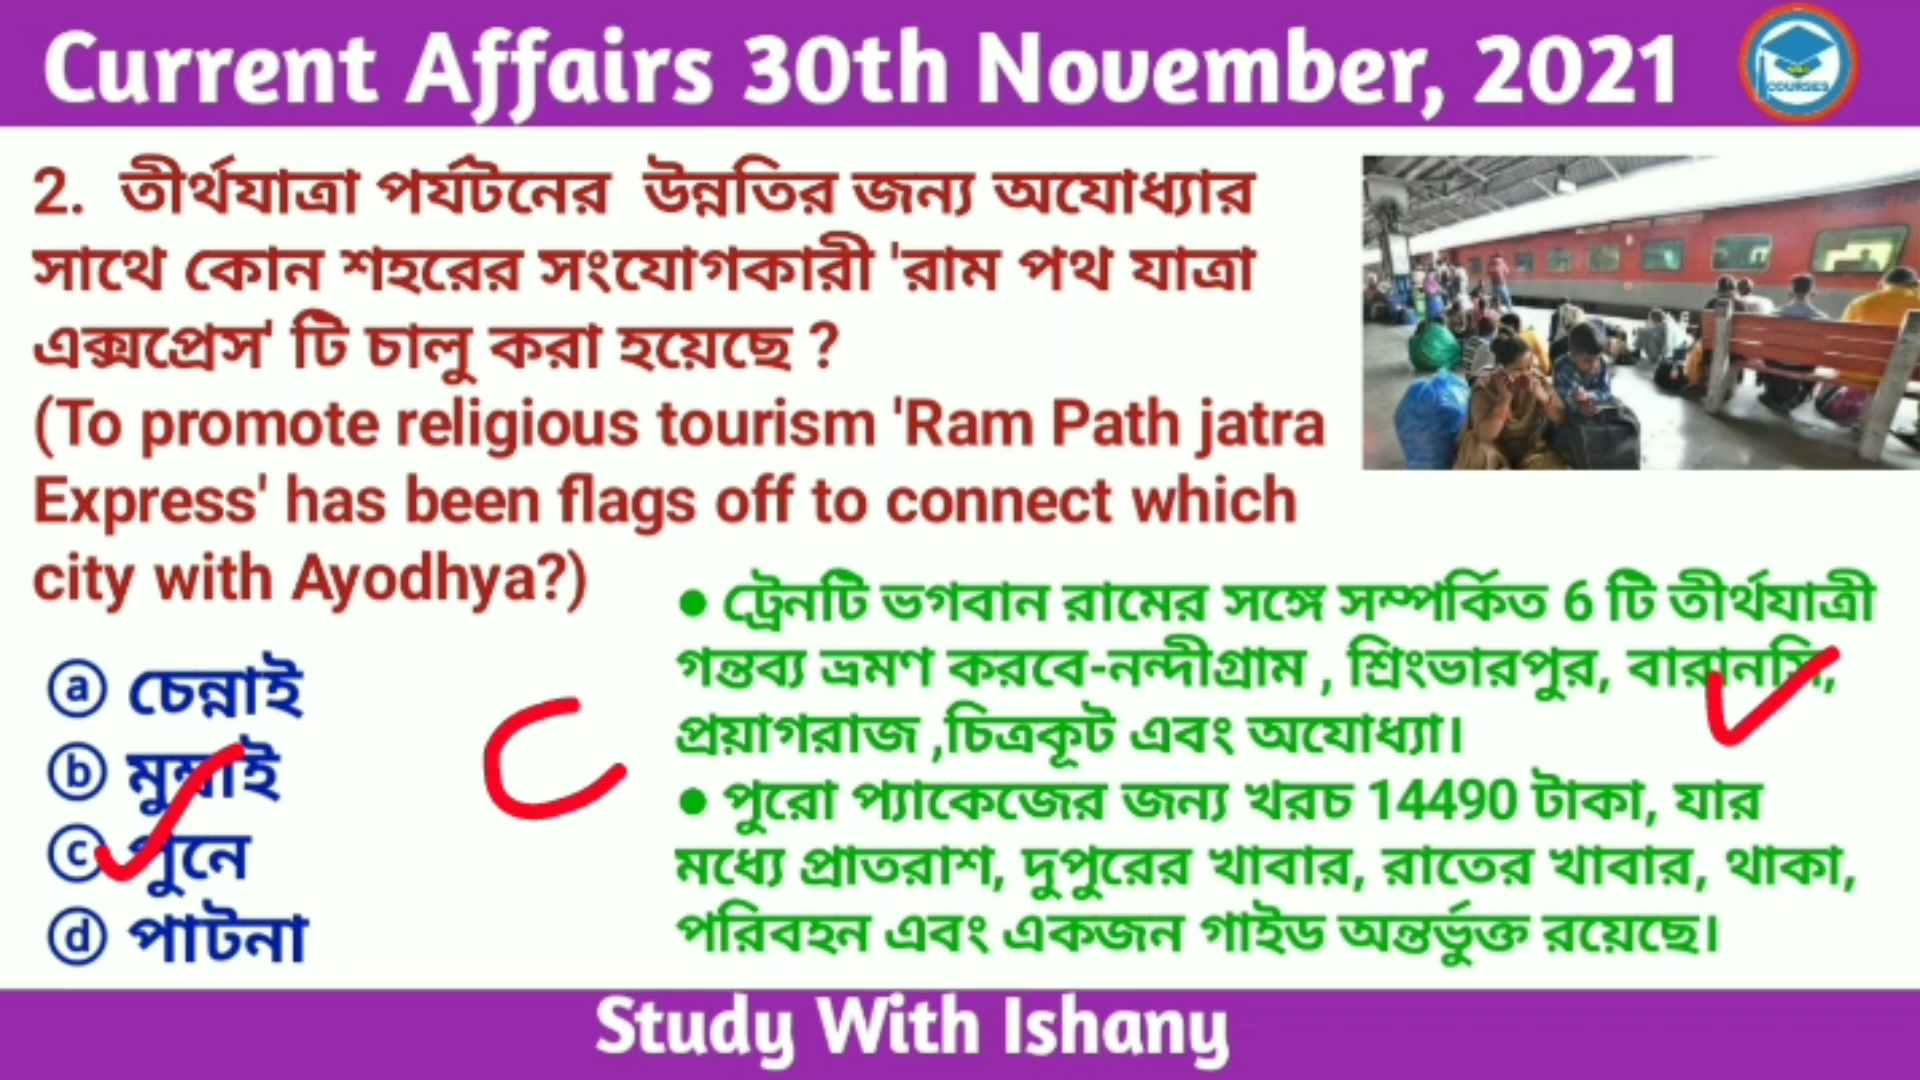 Current Affairs 30th November, 2021
COURSES
2. তীর্থযাত্রা পর্যটনের উন্নতির জন্য অযোধ্যার
সাথে কোন শহরের সংযোগকারী 'রাম পথ যাত্রা
এক্সপ্রেস' টি চালু করা হয়েছে ?
(To promote religious tourism 'Ram Path jatra
Express' has been flags off to connect which
city with Ayodhya?)
ⓐ চেন্নাই
ⓑ মুম্বাই
ⓒ পুনে
ⓓ পাটনা
C
● ট্রেনটি ভগবান রামের সঙ্গে সম্পর্কিত 6 টি তীর্থযাত্রী
গন্তব্য ভ্রমণ করবে-নন্দীগ্রাম , শ্রিংভারপুর, বারানসি,
প্রয়াগরাজ ,চিত্রকূট এবং অযোধ্যা।
● পুরো প্যাকেজের জন্য খরচ 14490 টাকা, যার
মধ্যে প্রাতরাশ, দুপুরের খাবার, রাতের খাবার, থাকা,
পরিবহন এবং একজন গাইড অন্তর্ভুক্ত রয়েছে।
Study With Ishany